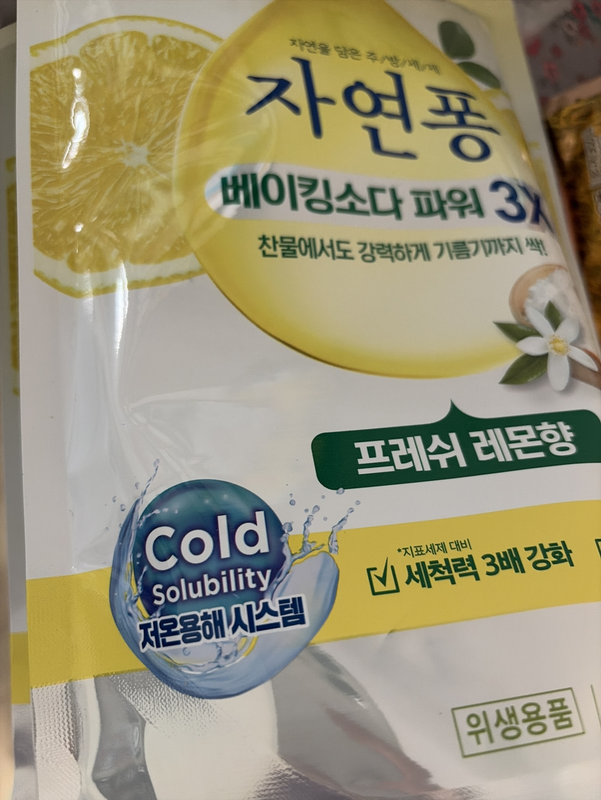 자연을 담은 주/방/세/제
자연퐁
베이킹소다 파워 3X
찬물에서도 강력하게 기름기까지 싹!
프레쉬 레몬향
Cold
Solubility
저온용해 시스템
*지표세제 대비
세척력 3배 강화
위생용품